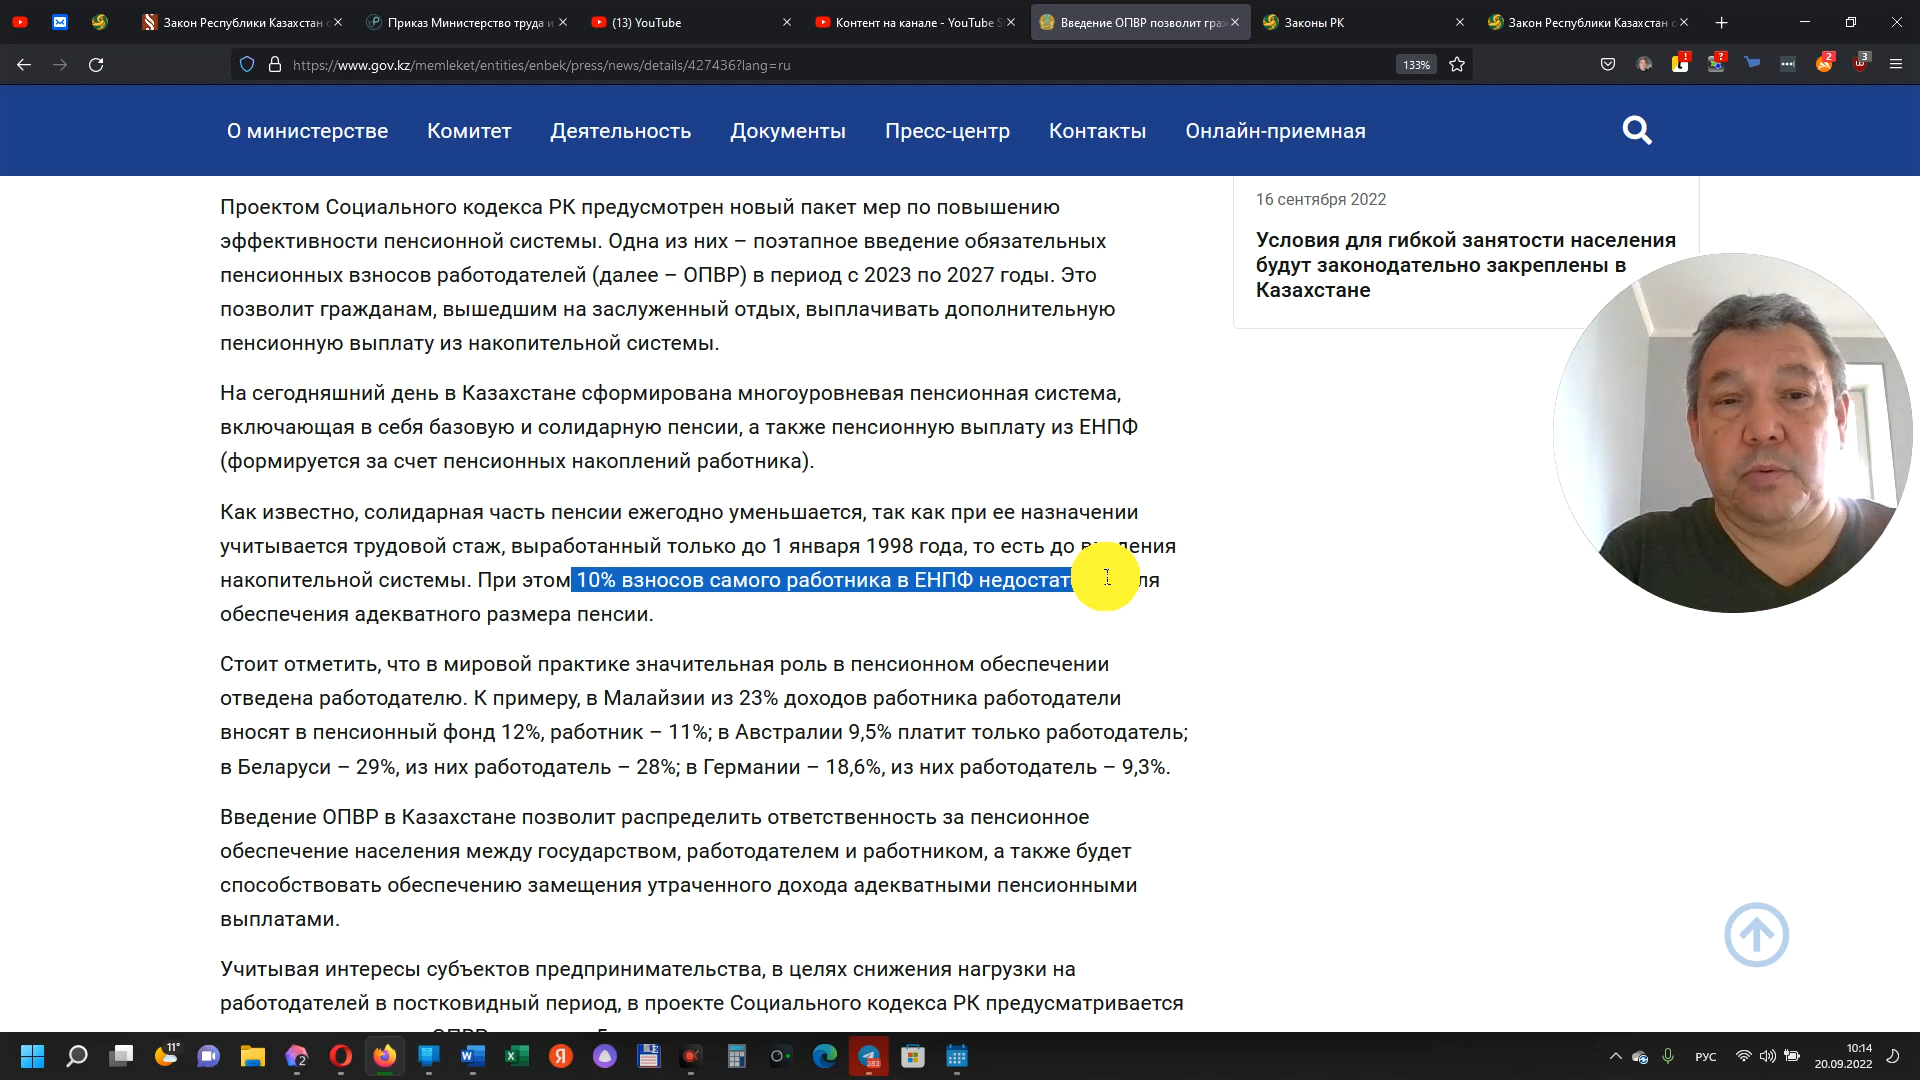 Закон Республики Казахстан о
Приказ Министерство труда и
(13) YouTube
Контент на канале - YouTube S
Введение ОПВР позволит граж
Законы РК
Закон Республики Казахстан о
https://www.gov.kz/memleket/entities/enbek/press/news/details/427436?lang=ru
133%
О министерстве
Комитет
Деятельность
Документы
Пресс-центр
Контакты
Онлайн-приемная
Проектом Социального кодекса РК предусмотрен новый пакет мер по повышению
эффективности пенсионной системы. Одна из них – поэтапное введение обязательных
пенсионных взносов работодателей (далее – ОПВР) в период с 2023 по 2027 годы. Это
позволит гражданам, вышедшим на заслуженный отдых, выплачивать дополнительную
пенсионную выплату из накопительной системы.
На сегодняшний день в Казахстане сформирована многоуровневая пенсионная система,
включающая в себя базовую и солидарную пенсии, а также пенсионную выплату из ЕНПФ
(формируется за счет пенсионных накоплений работника).
Как известно, солидарная часть пенсии ежегодно уменьшается, так как при ее назначении
учитывается трудовой стаж, выработанный только до 1 января 1998 года, то есть до
накопительной системы. При этом 10% взносов самого работника в ЕНПФ
обеспечения адекватного размера пенсии.
Стоит отметить, что в мировой практике значительная роль в пенсионном обеспечении
отведена работодателю. К примеру, в Малайзии из 23% доходов работника работодатели
вносят в пенсионный фонд 12%, работник – 11%; в Австралии 9,5% платит только работодатель;
в Беларуси – 29%, из них работодатель – 28%; в Германии – 18,6%, из них работодатель – 9,3%.
Введение ОПВР в Казахстане позволит распределить ответственность за пенсионное
обеспечение населения между государством, работодателем и работником, а также будет
способствовать обеспечению замещения утраченного дохода адекватными пенсионными
выплатами.
Учитывая интересы субъектов предпринимательства, в целях снижения нагрузки на
работодателей в постковидный период, в проекте Социального кодекса РК предусматривается
16 сентября 2022
Условия для гибкой занятости населения
будут законодательно закреплены в
Казахстане
11°
283
РУС
10:14
20.09.2022